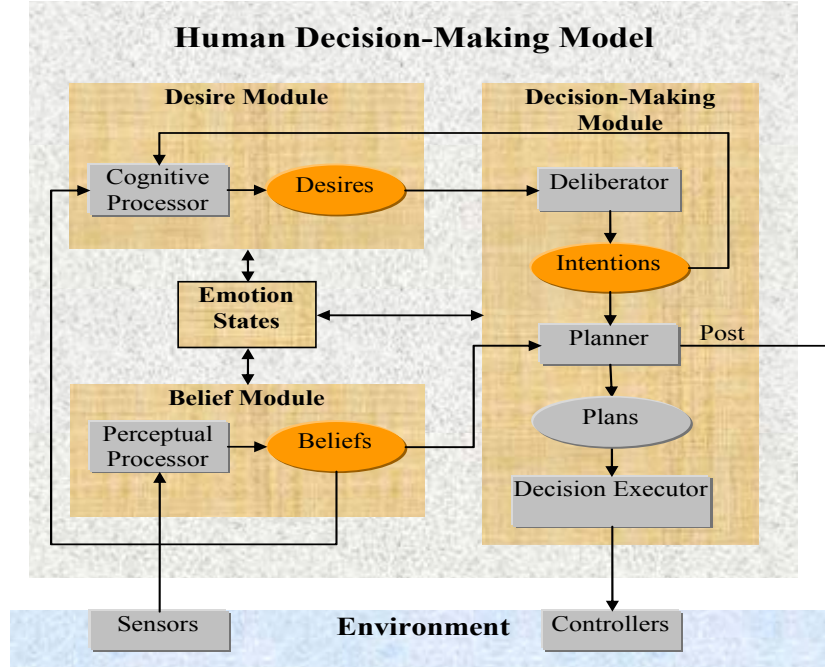 Human Decision-Making Model
Desire Module
Decision-Making
Module
Cognitive
Processor
Desires
Deliberator
Intentions
Emotion
States
Planner
Post
Belief Module
Perceptual
Processor
Beliefs
Plans
Decision Executor
Sensors
Environment
Controllers